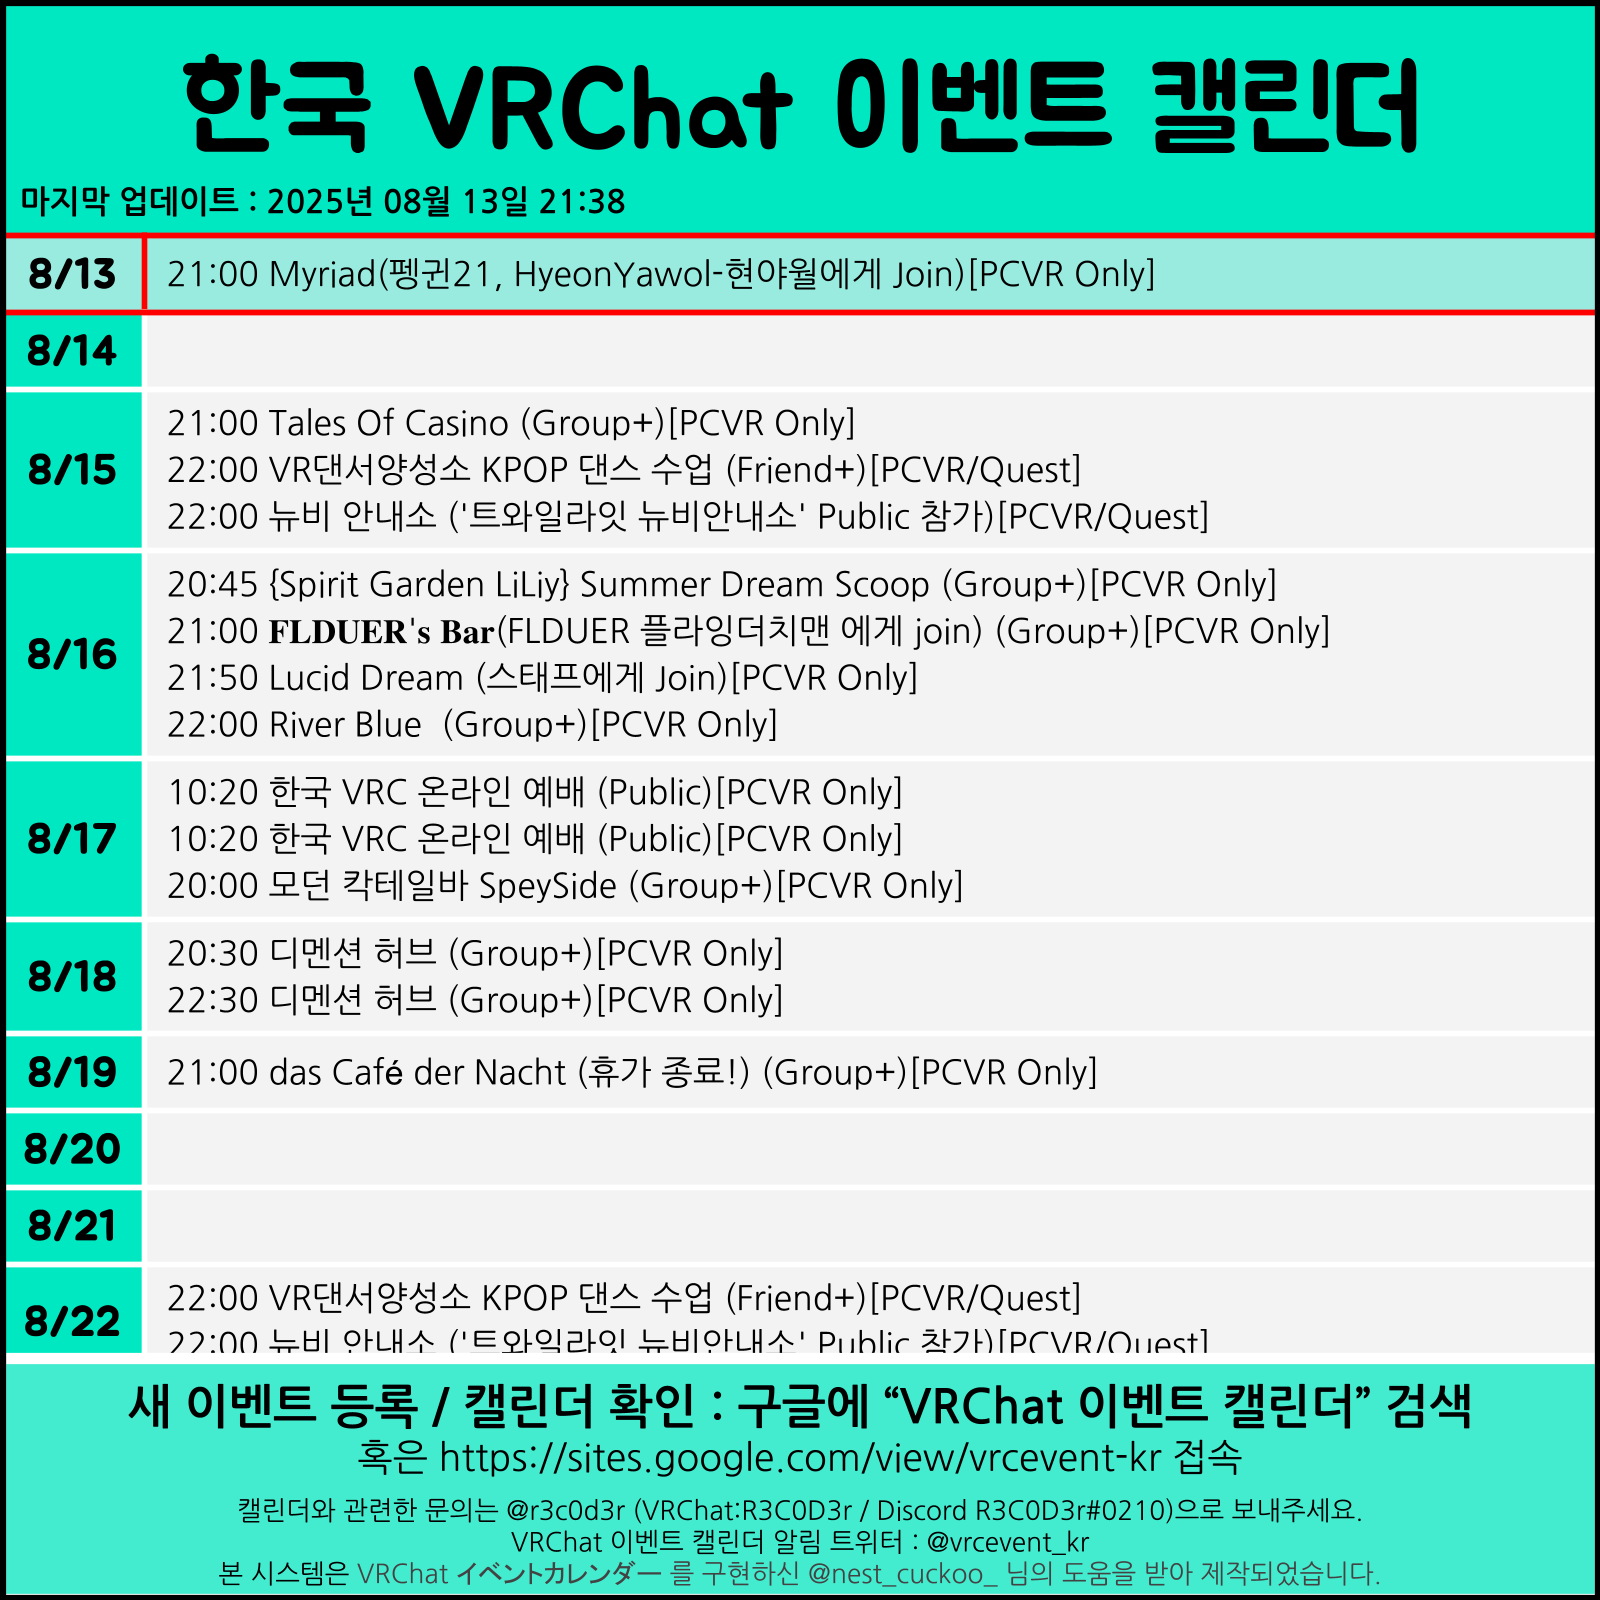 한국 VRChat 이벤트 캘린더
마지막 업데이트 : 2025년 08월 13일 21:38
8/13
21:00 Myriad(펭귄21, HyeonYawol-현야월에게 Join)[PCVR Only]
8/14
8/15
21:00 Tales Of Casino (Group+)[PCVR Only]
22:00 VR댄서양성소 KPOP 댄스 수업 (Friend+)[PCVR/Quest]
22:00 뉴비 안내소 ('트와일라잇 뉴비안내소' Public 참가)[PCVR/Quest]
8/16
20:45 {Spirit Garden LiLiy} Summer Dream Scoop (Group+)[PCVR Only]
21:00 FLDUER's Bar(FLDUER 플라잉더치맨 에게 join) (Group+)[PCVR Only]
21:50 Lucid Dream (스태프에게 Join)[PCVR Only]
22:00 River Blue  (Group+)[PCVR Only]
8/17
10:20 한국 VRC 온라인 예배 (Public)[PCVR Only]
10:20 한국 VRC 온라인 예배 (Public)[PCVR Only]
20:00 모던 칵테일바 SpeySide (Group+)[PCVR Only]
8/18
20:30 디멘션 허브 (Group+)[PCVR Only]
22:30 디멘션 허브 (Group+)[PCVR Only]
8/19
21:00 das Café der Nacht (휴가 종료!) (Group+)[PCVR Only]
8/20
8/21
8/22
22:00 VR댄서양성소 KPOP 댄스 수업 (Friend+)[PCVR/Quest]
22:00 뉴비 안내소 ('트와일라잇 뉴비안내소' Public 참가)[PCVR/Quest]
새 이벤트 등록 / 캘린더 확인 : 구글에 “VRChat 이벤트 캘린더” 검색
혹은 https://sites.google.com/view/vrcevent-kr 접속
캘린더와 관련한 문의는 @r3c0d3r (VRChat:R3C0D3r / Discord R3C0D3r#0210)으로 보내주세요.
VRChat 이벤트 캘린더 알림 트위터 : @vrcevent_kr
본 시스템은 VRChat イベントカレンダー 를 구현하신 @nest_cuckoo_ 님의 도움을 받아 제작되었습니다.